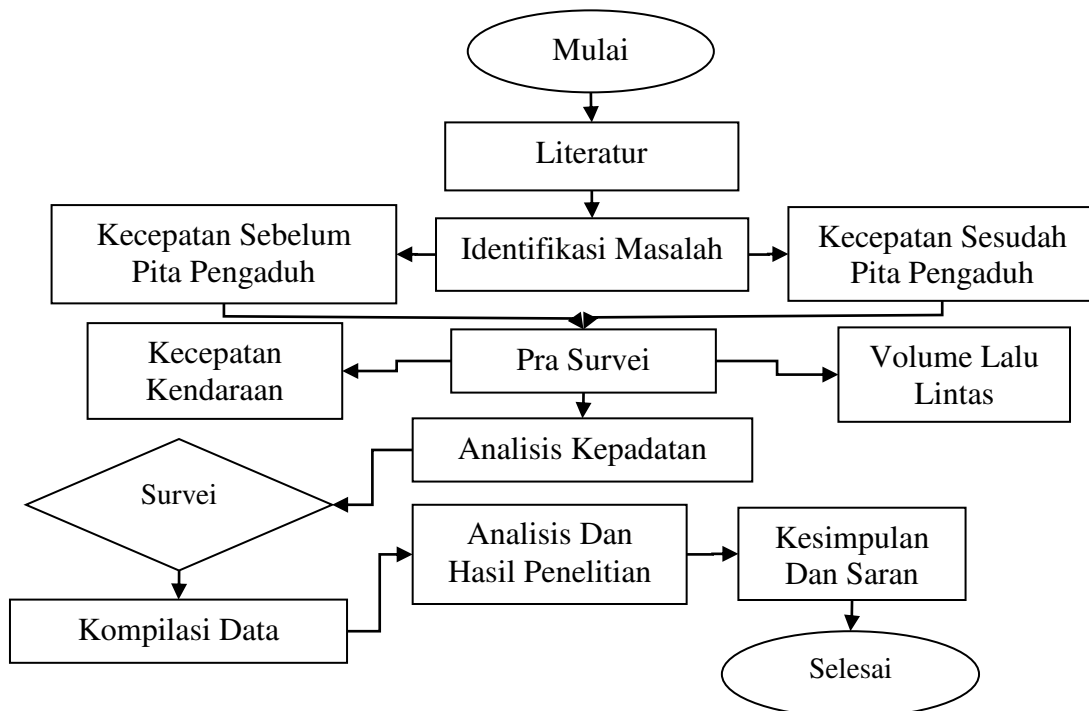 Mulai
Literatur
Kecepatan Sebelum
Pita Pengaduh
Identifikasi Masalah
Kecepatan Sesudah
Pita Pengaduh
Kecepatan
Kendaraan
Pra Survei
Volume Lalu
Lintas
Analisis Kepadatan
Survei
Analisis Dan
Hasil Penelitian
Kesimpulan
Dan Saran
Kompilasi Data
Selesai